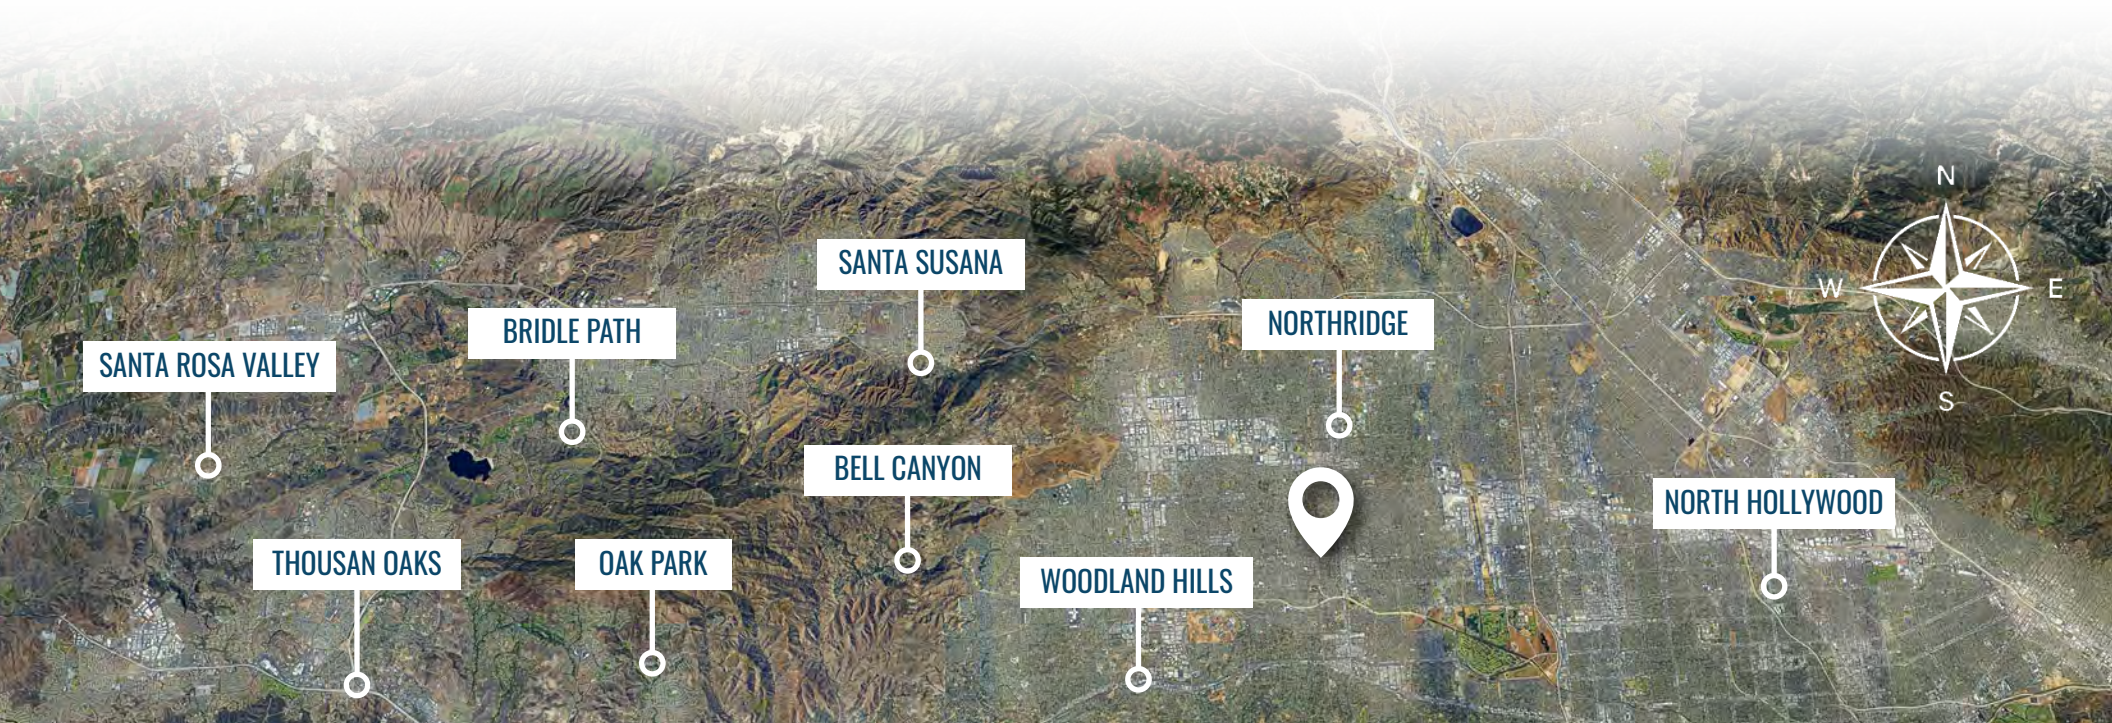 N
W
E
S
SANTA SUSANA
NORTHRIDGE
BRIDLE PATH
SANTA ROSA VALLEY
BELL CANYON
NORTH HOLLYWOOD
THOUSAN OAKS
OAK PARK
WOODLAND HILLS